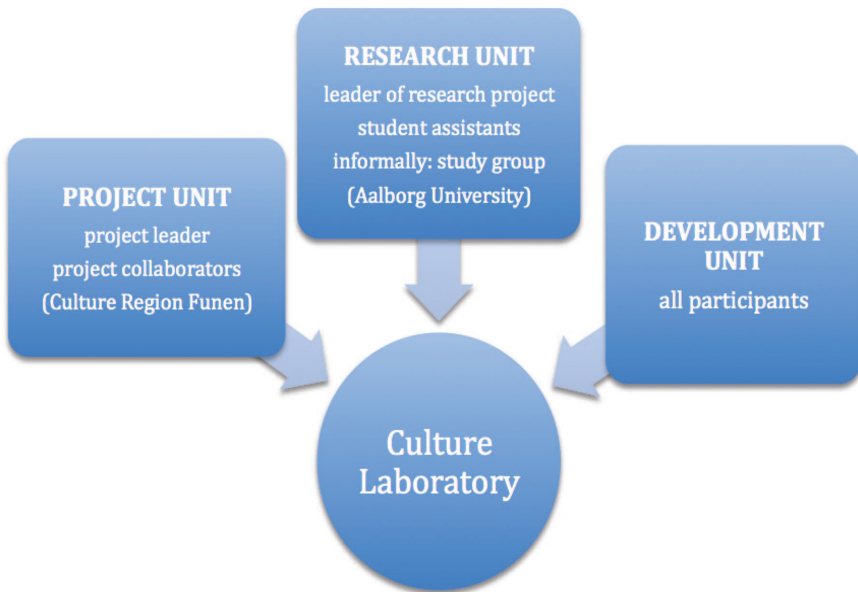 PROJECT UNIT
project leader
project collaborators
(Culture Region Funen)
RESEARCH UNIT
leader of research project
student assistants
informally: study group
(Aalborg University)
DEVELOPMENT
UNIT
all participants
Culture
Laboratory